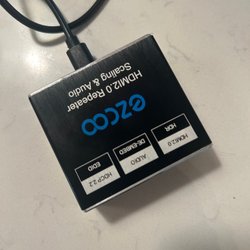 HDMI2.0 Repeater
Scaling & Audio
ezcoo
HDMI2.0
HDR
AUDIO
DE-EMBED
HDCP 2.2
EDID